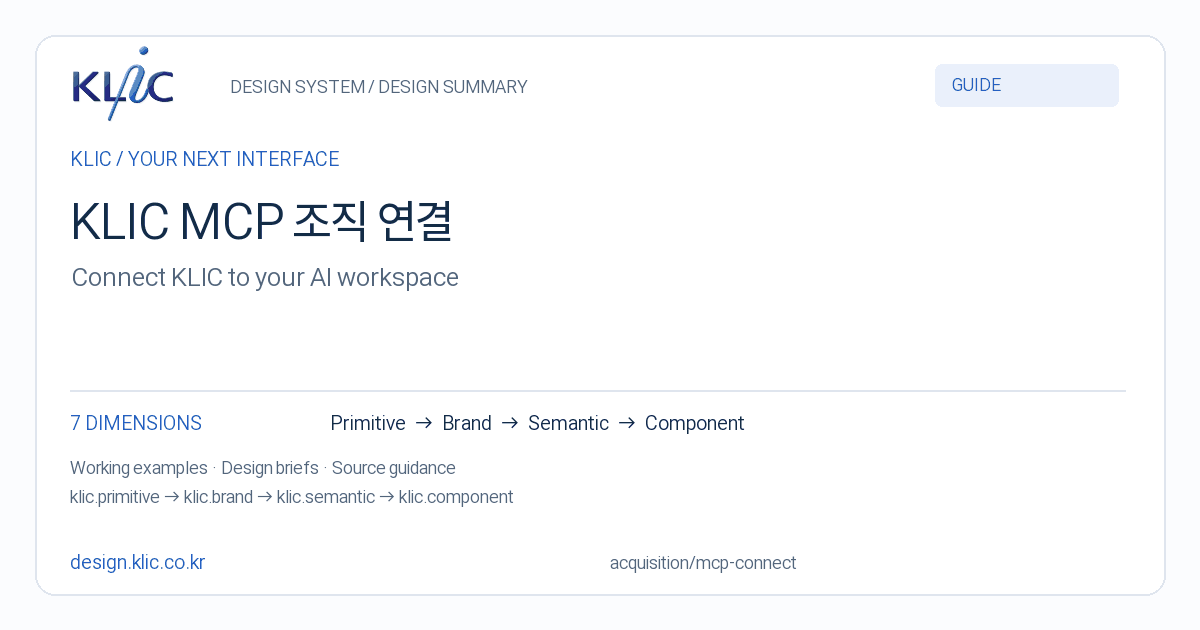 KLIC
DESIGN SYSTEM / DESIGN SUMMARY
GUIDE
KLIC / YOUR NEXT INTERFACE
KLIC MCP 조직 연결
Connect KLIC to your AI workspace
7 DIMENSIONS
Primitive → Brand → Semantic → Component
Working examples · Design briefs · Source guidance
klic.primitive → klic.brand → klic.semantic → klic.component
design.klic.co.kr
acquisition/mcp-connect